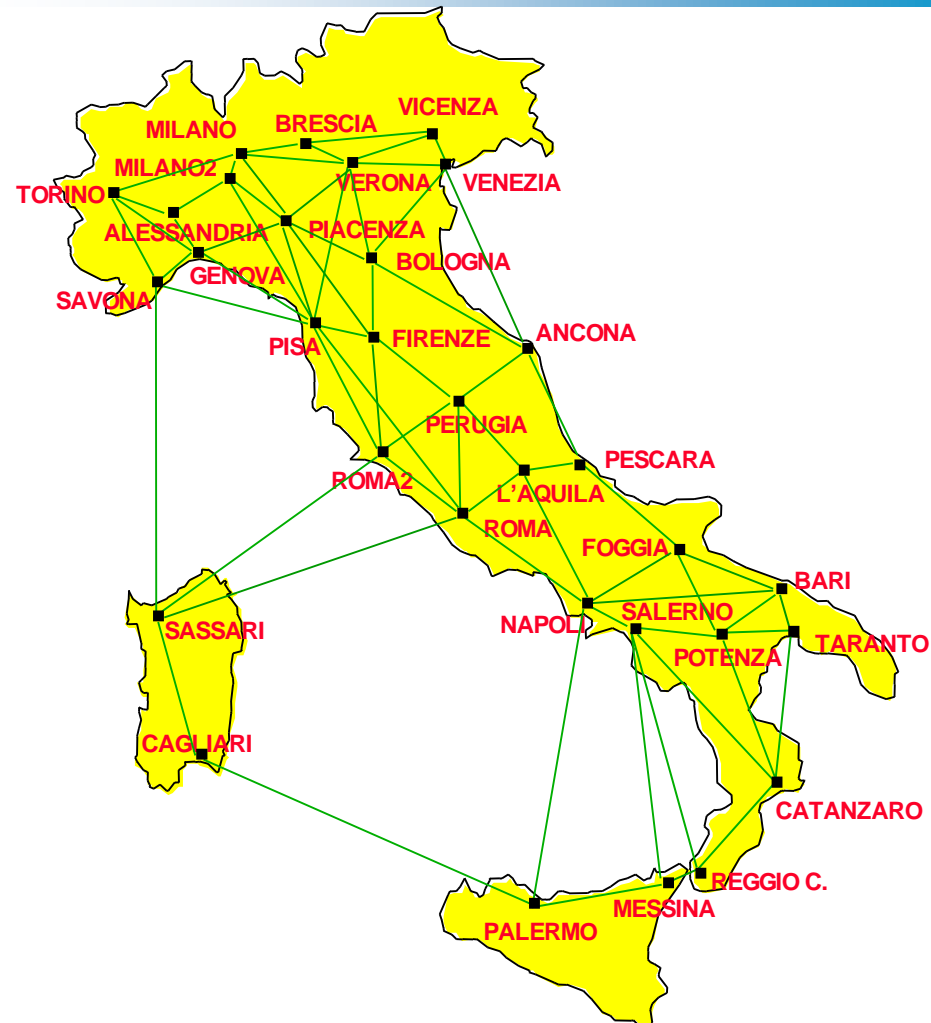 VICENZA
BRESCIA
MILANO
MILANO2
VERONA
VENEZIA
TORINO
ALESSANDRIA
PIACENZA
BOLOGNA
GENOVA
SAVONA
PISA
FIRENZE
ANCONA
PERUGIA
PESCARA
ROMA2
L'AQUILA
ROMA
FOGGIA
BARI
SASSARI
NAPOLI
SALERNO
TARANTO
POTENZA
CAGLIARI
CATANZARO
REGGIO C.
MESSINA
PALERMO